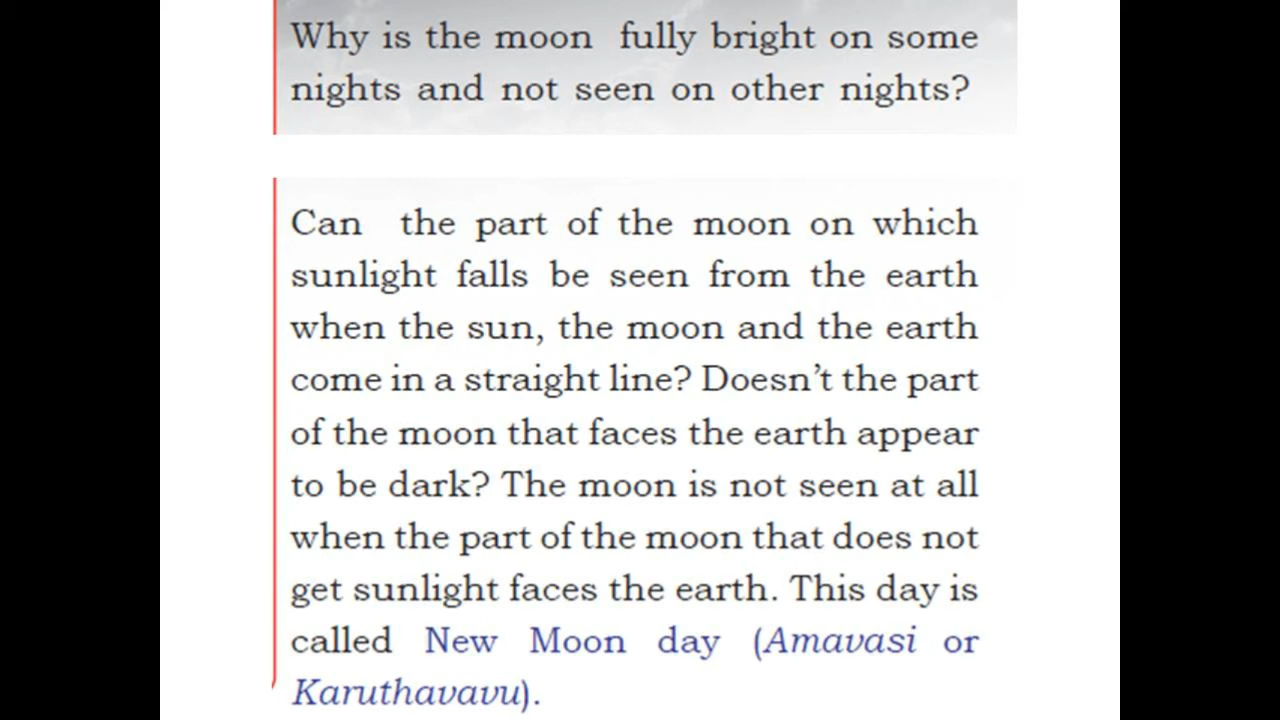 Why is the moon fully bright on some
nights and not seen on other nights?
Can the part of the moon on which
sunlight falls be seen from the earth
when the sun, the moon and the earth
come in a straight line? Doesn’t the part
of the moon that faces the earth appear
to be dark? The moon is not seen at all
when the part of the moon that does not
get sunlight faces the earth. This day is
called New Moon day (Amavasi or
Karuthavavu).